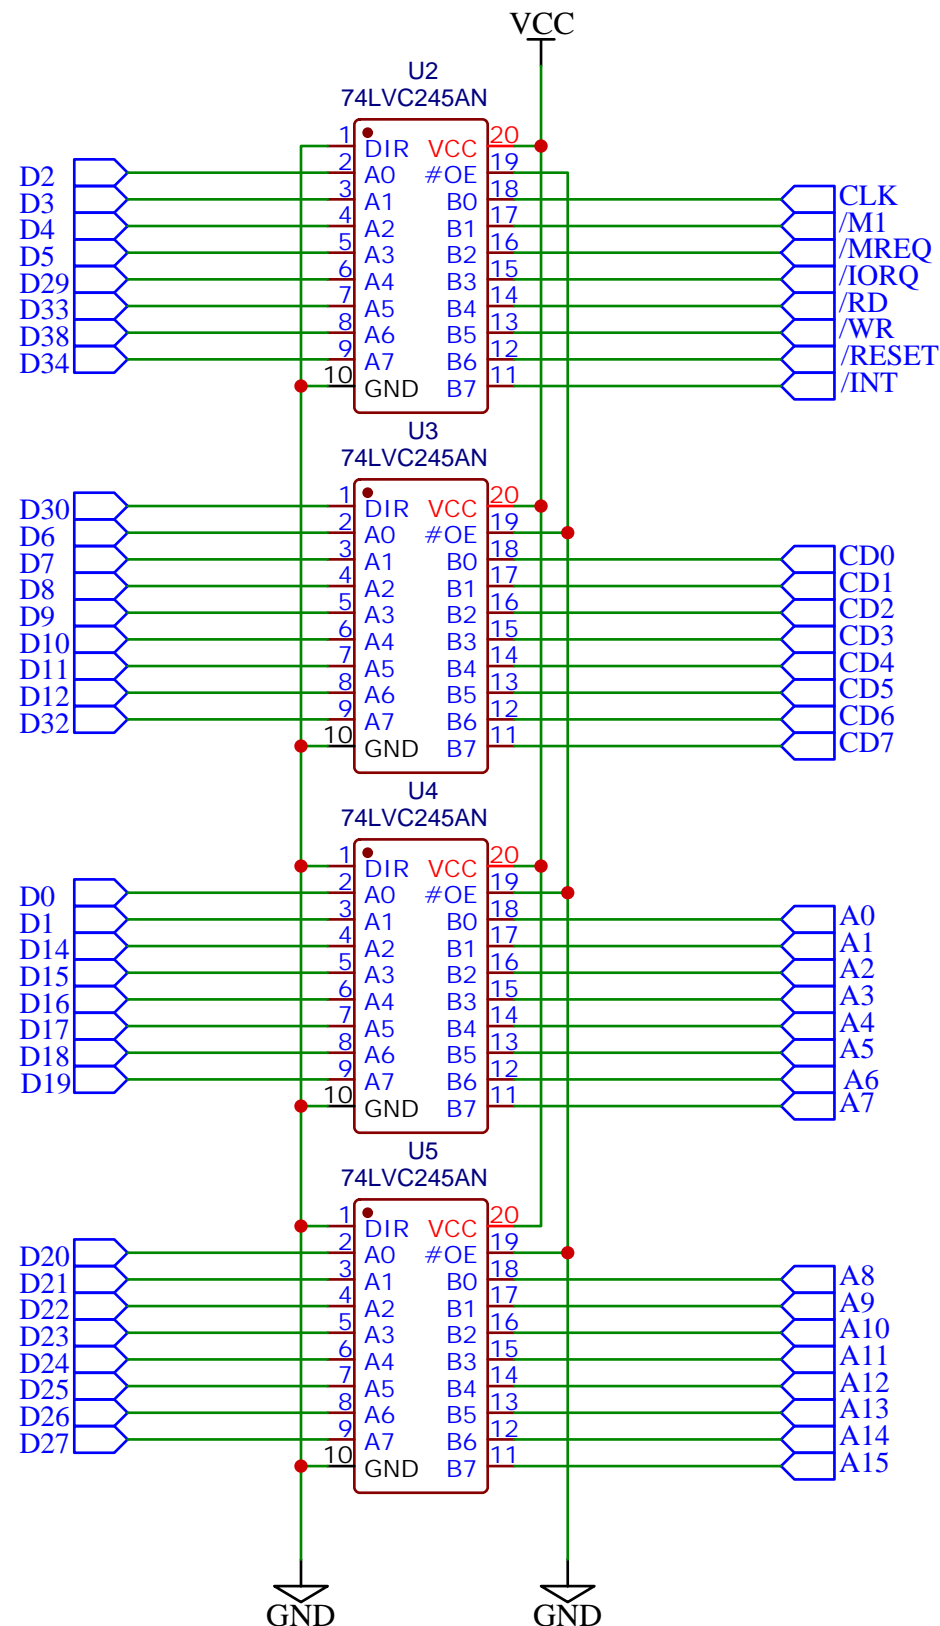 VCC
U2
74LVC245AN
1 DIR VCC 20
D2 2 A0 #OE 19
D3 3 A1 B0 18 CLK
D4 4 A2 B1 17 /M1
D5 5 A3 B2 16 /MREQ
D29 6 A4 B3 15 /IORQ
D33 7 A5 B4 14 /RD
D38 8 A6 B5 13 /WR
D34 9 A7 B6 12 /RESET
10 GND B7 11 /INT
U3
74LVC245AN
D30 1 DIR VCC 20
D6 2 A0 #OE 19
D7 3 A1 B0 18 CD0
D8 4 A2 B1 17 CD1
D9 5 A3 B2 16 CD2
D10 6 A4 B3 15 CD3
D11 7 A5 B4 14 CD4
D12 8 A6 B5 13 CD5
D32 9 A7 B6 12 CD6
10 GND B7 11 CD7
U4
74LVC245AN
1 DIR VCC 20
D0 2 A0 #OE 19
D1 3 A1 B0 18 A0
D14 4 A2 B1 17 A1
D15 5 A3 B2 16 A2
D16 6 A4 B3 15 A3
D17 7 A5 B4 14 A4
D18 8 A6 B5 13 A5
D19 9 A7 B6 12 A6
10 GND B7 11 A7
U5
74LVC245AN
1 DIR VCC 20
D20 2 A0 #OE 19
D21 3 A1 B0 18 A8
D22 4 A2 B1 17 A9
D23 5 A3 B2 16 A10
D24 6 A4 B3 15 A11
D25 7 A5 B4 14 A12
D26 8 A6 B5 13 A13
D27 9 A7 B6 12 A14
10 GND B7 11 A15
GND GND